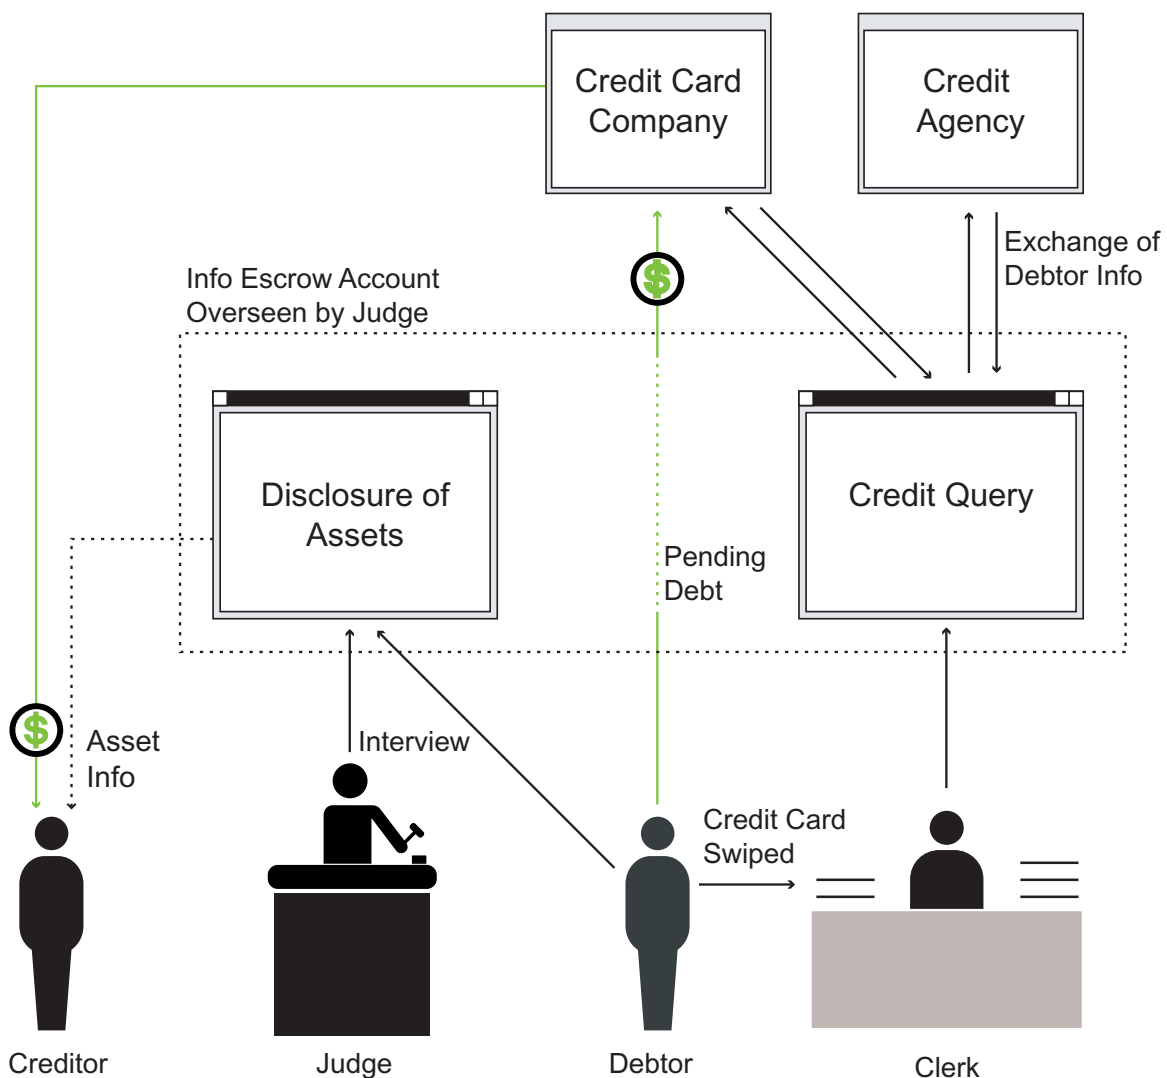 Credit Card
Company
Credit
Agency
Exchange of
Debtor Info
Info Escrow Account
Overseen by Judge
$
Disclosure of
Assets
Credit Query
Pending
Debt
$
Asset
Info
Interview
Credit Card
Swiped
Creditor
Judge
Debtor
Clerk